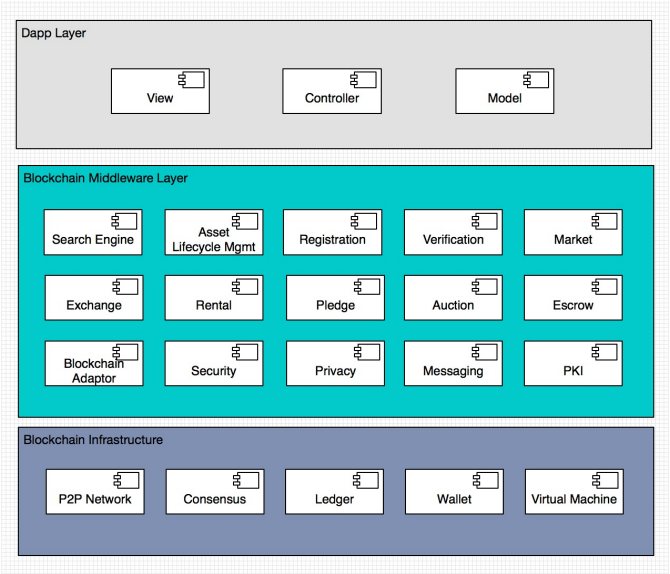 Dapp Layer
View
Controller
Model
Blockchain Middleware Layer
Search Engine
Asset
Lifecycle Mgmt
Registration
Verification
Market
Exchange
Rental
Pledge
Auction
Escrow
Blockchain
Adaptor
Security
Privacy
Messaging
PKI
Blockchain Infrastructure
P2P Network
Consensus
Ledger
Wallet
Virtual Machine